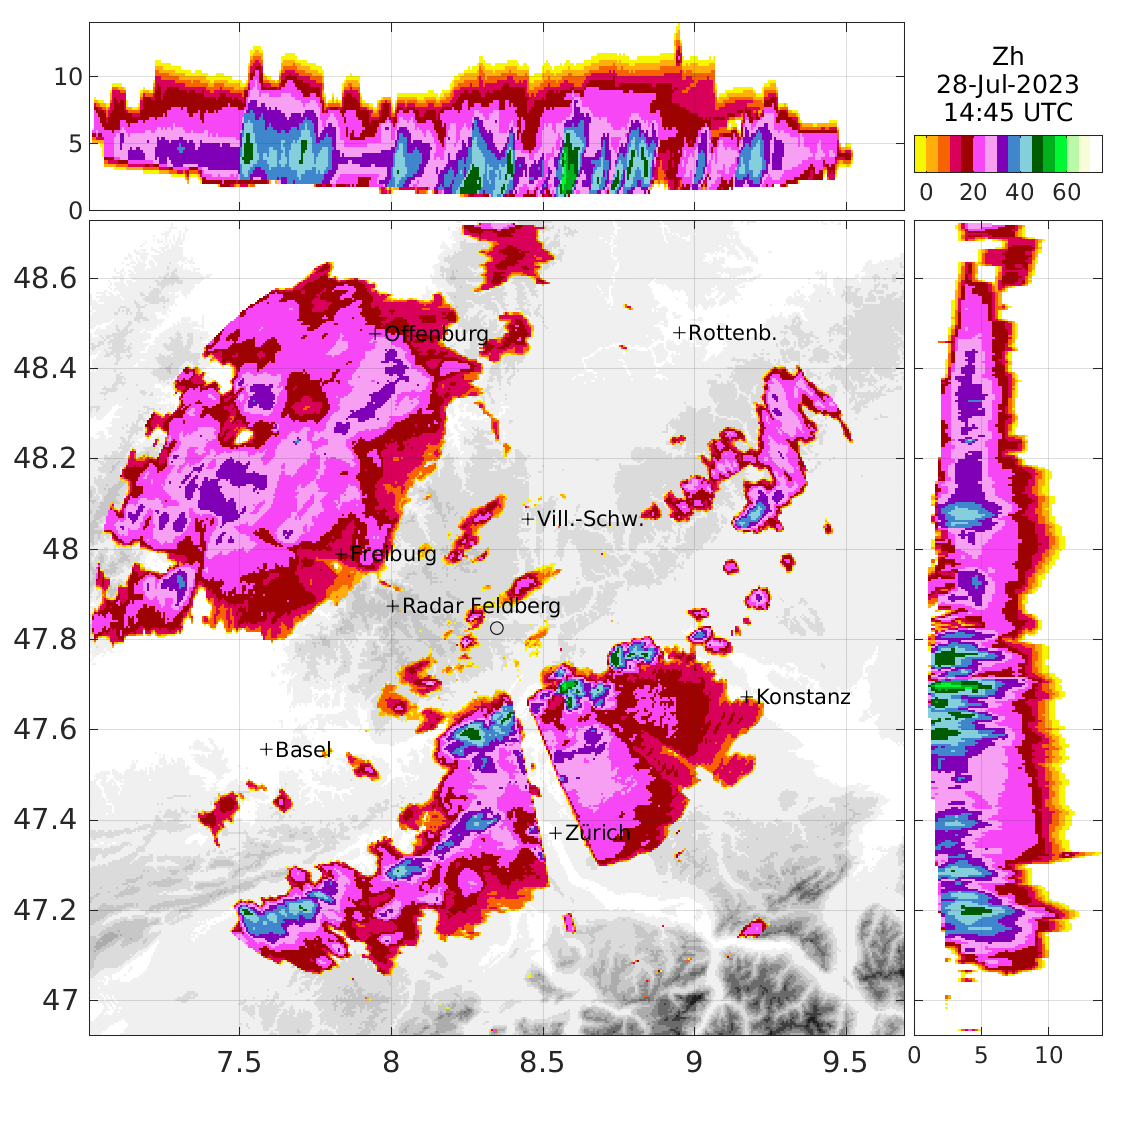 Zh
28-Jul-2023
14:45 UTC
0 20 40 60
10
5
0
48.6
48.4
48.2
48
47.8
47.6
47.4
47.2
47
Offenburg
Rottenb.
Vill.-Schw.
Freiburg
Radar Feldberg
Konstanz
Basel
Zürich
7.5 8 8.5 9 9.5
0 5 10